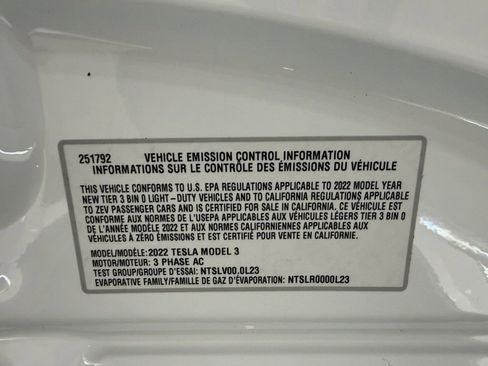 251792 VEHICLE EMISSION CONTROL INFORMATION
INFORMATIONS SUR LE CONTRÔLE DES ÉMISSIONS DU VÉHICULE
THIS VEHICLE CONFORMS TO U.S. EPA REGULATIONS APPLICABLE TO 2022 MODEL YEAR
NEW TIER 3 BIN 0 LIGHT-DUTY VEHICLES AND TO CALIFORNIA REGULATIONS APPLICABLE
TO ZEV PASSENGER CARS AND IS CERTIFIED FOR SALE IN CALIFORNIA. CE VÉHICULE EST
CONFORME AUX NORMES DE L'USEPA APPLICABLES AUX VÉHICULES LÉGERS TIER 3 BIN 0
DE L'ANNÉE MODÈLE 2022 ET AUX NORMES CALIFORNIENNES APPLICABLES AUX
VÉHICULES À ZÉRO ÉMISSIONS ET EST CERTIFIÉ POUR VENTE EN CALIFORNIE.
MODEL/MODÈLE: 2022 TESLA MODEL 3
MOTOR/MOTEUR: 3 PHASE AC
TEST GROUP/GROUPE D'ESSAI: NTSLV00.0L23
EVAPORATIVE FAMILY/FAMILLE DE GAZ D'ÉVAPORATION: NTSLR0000L23